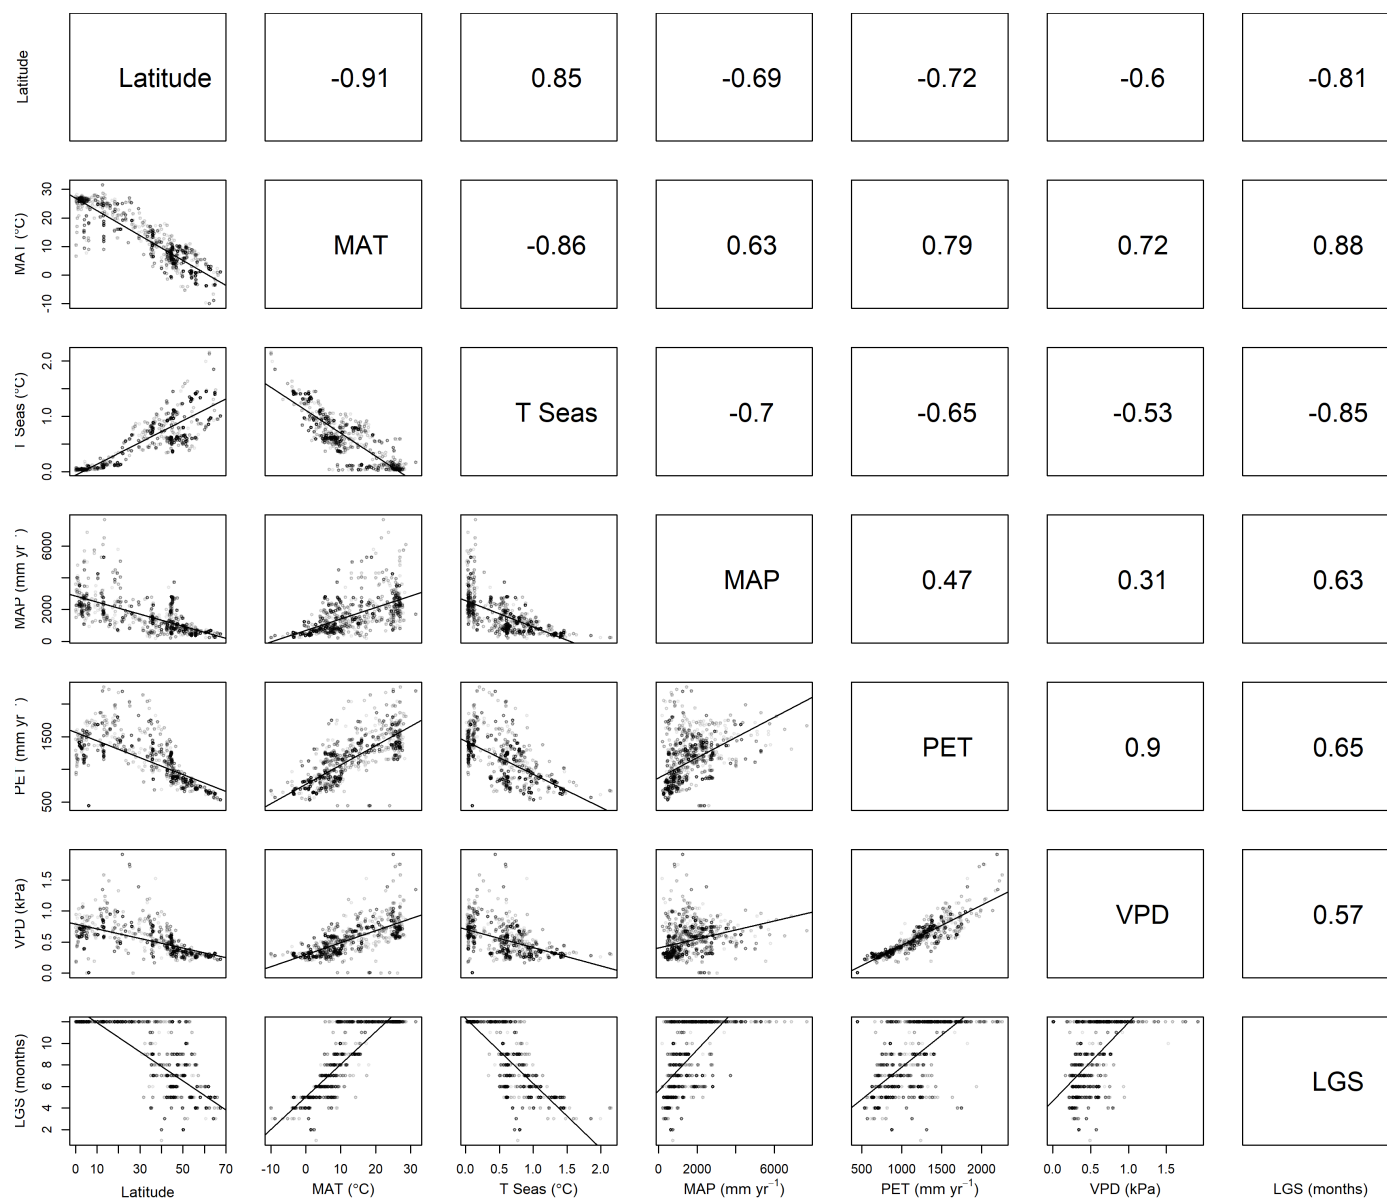 Latitude
Latitude
-0.91
0.85
-0.69
-0.72
-0.6
-0.81
MAT (°C)
-10 0 10 20 30
MAT
-0.86
0.63
0.79
0.72
0.88
T Seas (°C)
0.0 1.0 2.0
T Seas
-0.7
-0.65
-0.53
-0.85
MAP (mm yr⁻¹)
0 2000 6000
MAP
0.47
0.31
0.63
PET (mm yr⁻¹)
500 1500
PET
0.9
0.65
VPD (kPa)
0.0 0.5 1.0 1.5
VPD
0.57
LGS (months)
2 4 6 8 10
LGS
0 10 30 50 70
-10 0 10 20 30
0.0 0.5 1.0 1.5 2.0
0 2000 6000
500 1000 1500 2000
0.0 0.5 1.0 1.5
Latitude
MAT (°C)
T Seas (°C)
MAP (mm yr⁻¹)
PET (mm yr⁻¹)
VPD (kPa)
LGS (months)